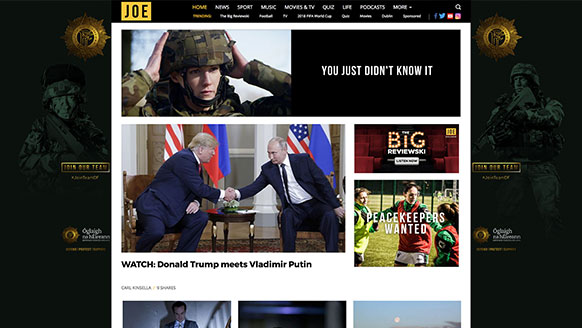 JOE
HOME NEWS SPORT MUSIC MOVIES & TV QUIZ LIFE PODCASTS MORE
TRENDING: The Big Reviewski Football TV 2018 FIFA World Cup Quiz Movies Dublin Sponsored
YOU JUST DIDN'T KNOW IT
JOIN OUR TEAM
#JoinTeamDF
Óglaigh
na hÉireann
THE
BIG
REVIEWSKI
LISTEN NOW
JOE
PEACEKEEPERS
WANTED
WATCH: Donald Trump meets Vladimir Putin
CARL KINSELLA / 9 SHARES
JOIN OUR TEAM
#JoinTeamDF
Óglaigh
na hÉireann